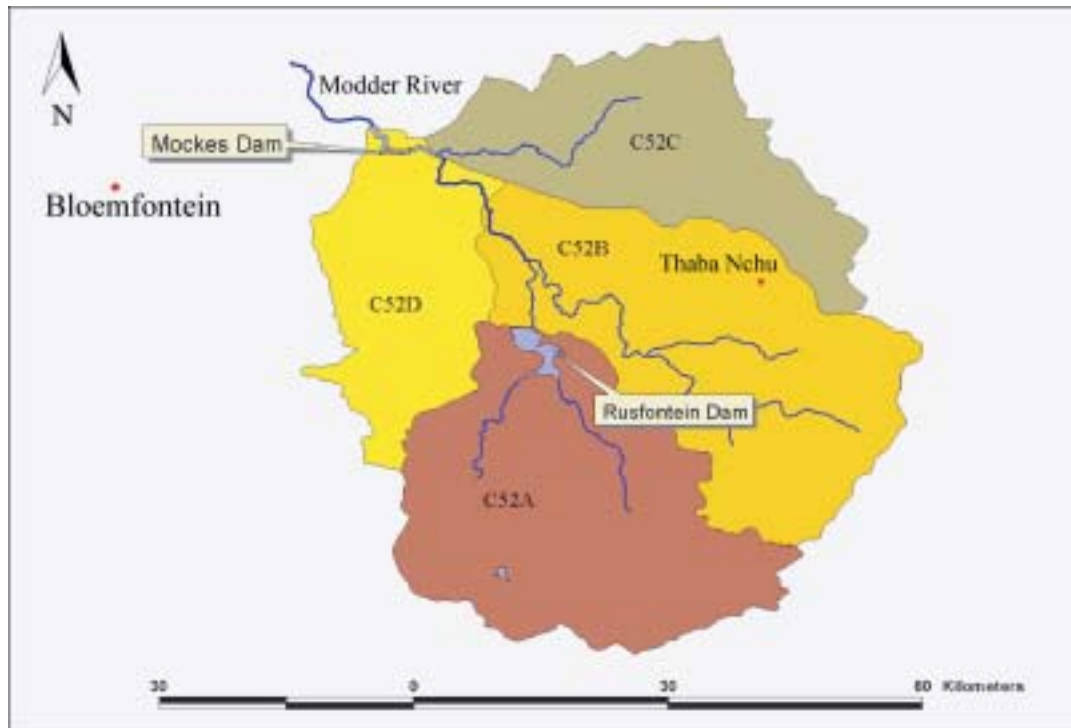 Modder River
N
Mockes Dam
C52C
Bloemfontein
C52B
Thaba Nchu
C52D
Rusfontein Dam
C52A
30 0 30 60 Kilometers